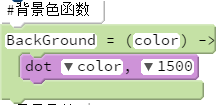 #背景色函数
BackGround = (color) ->
dot ▼color, ▼1500